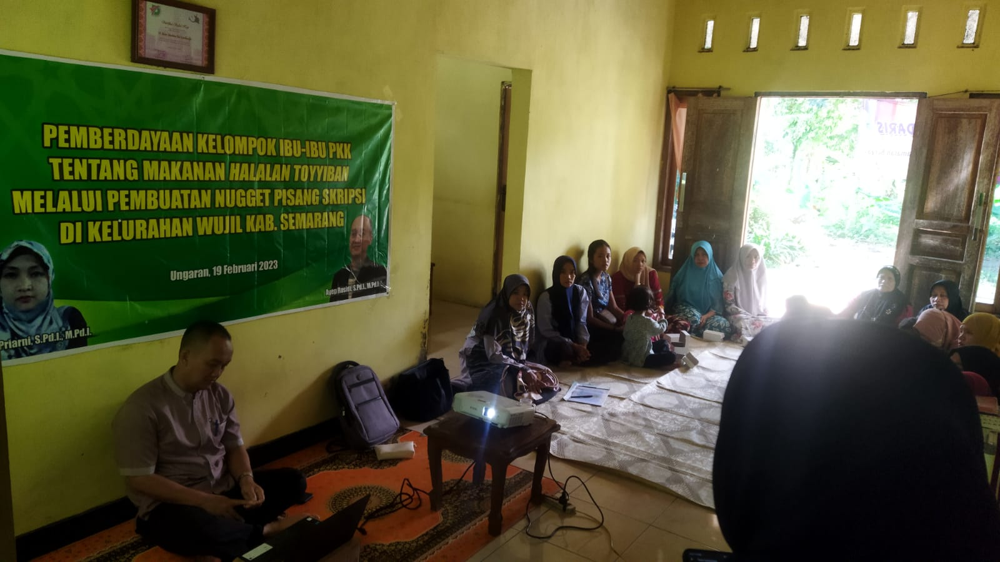 PEMBERDAYAAN KELOMPOK IBU-IBU PKK
TENTANG MAKANAN HALALAN TOYYIBAN
MELALUI PEMBUATAN NUGGET PISANG SKRIPSI
DI KELURAHAN WUJIL KAB. SEMARANG
Ungaran, 19 Februari 2023
Ayep Rosidi, S.Pd.I., M.Pd.I
Priarni, S.Pd.I., M.Pd.I.
DARIS